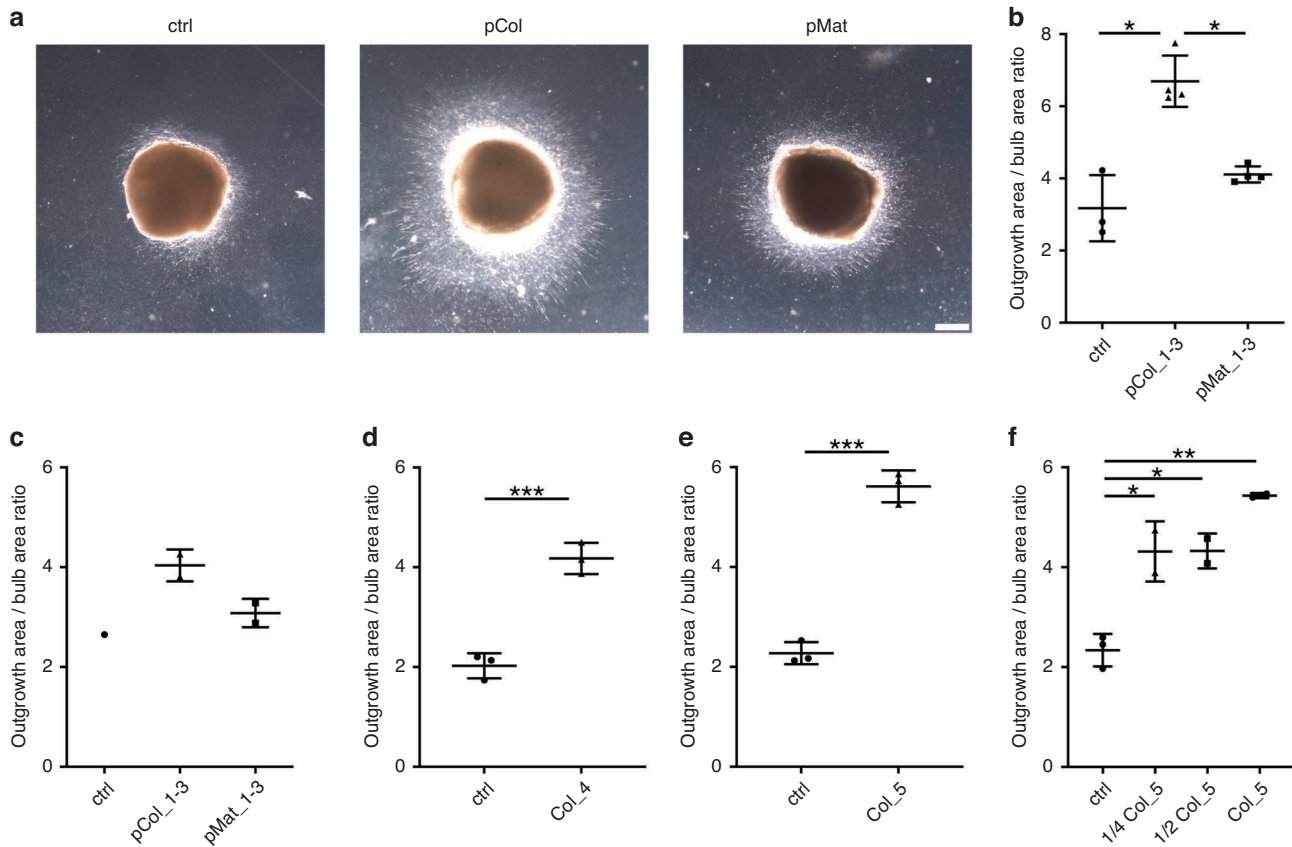 a
ctrl
pCol
pMat
b
Outgrowth area / bulb area ratio
8
6
4
2
0
*
*
ctrl
pCol_1-3
pMat_1-3
c
Outgrowth area / bulb area ratio
6
4
2
0
ctrl
pCol_1-3
pMat_1-3
d
Outgrowth area / bulb area ratio
6
4
2
0
***
ctrl
Col_4
e
Outgrowth area / bulb area ratio
6
4
2
0
***
ctrl
Col_5
f
Outgrowth area / bulb area ratio
6
4
2
0
**
*
*
ctrl
1/4 Col_5
1/2 Col_5
Col_5